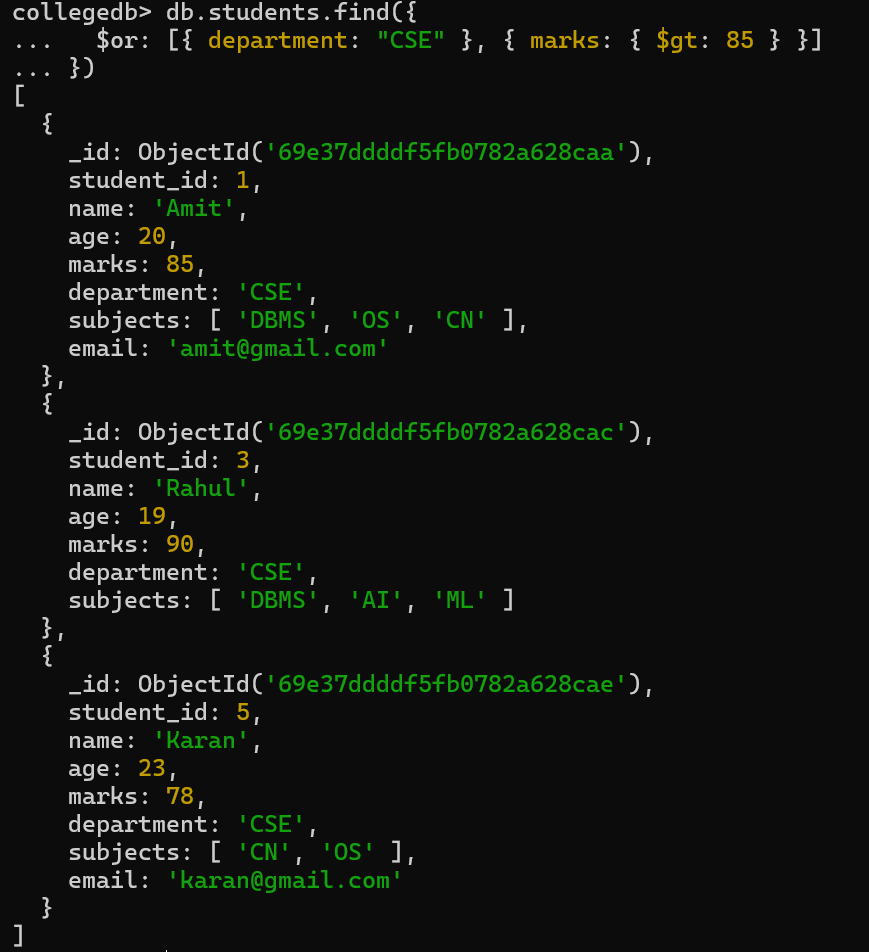 collegedb> db.students.find({
...   $or: [{ department: "CSE" }, { marks: { $gt: 85 } }]
... })
[
  {
    _id: ObjectId('69e37ddddf5fb0782a628caa'),
    student_id: 1,
    name: 'Amit',
    age: 20,
    marks: 85,
    department: 'CSE',
    subjects: [ 'DBMS', 'OS', 'CN' ],
    email: 'amit@gmail.com'
  },
  {
    _id: ObjectId('69e37ddddf5fb0782a628cac'),
    student_id: 3,
    name: 'Rahul',
    age: 19,
    marks: 90,
    department: 'CSE',
    subjects: [ 'DBMS', 'AI', 'ML' ]
  },
  {
    _id: ObjectId('69e37ddddf5fb0782a628cae'),
    student_id: 5,
    name: 'Karan',
    age: 23,
    marks: 78,
    department: 'CSE',
    subjects: [ 'CN', 'OS' ],
    email: 'karan@gmail.com'
  }
]